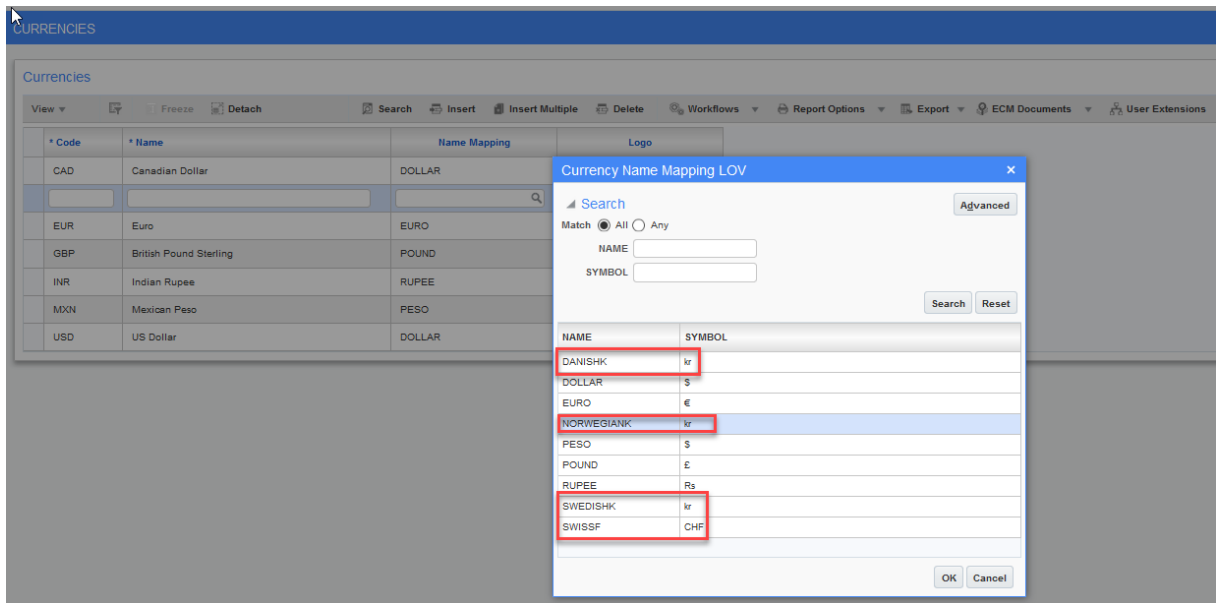 CURRENCIES
Currencies
View Freeze Detach Search Insert Insert Multiple Delete Workflows Report Options Export ECM Documents User Extensions
* Code * Name Name Mapping Logo
CAD Canadian Dollar DOLLAR
EUR Euro EURO
GBP British Pound Sterling POUND
INR Indian Rupee RUPEE
MXN Mexican Peso PESO
USD US Dollar DOLLAR
Currency Name Mapping LOV
Search Advanced
Match All Any
NAME
SYMBOL
Search Reset
NAME SYMBOL
DANISHK kr
DOLLAR $
EURO €
NORWEGIANK kr
PESO $
POUND £
RUPEE Rs
SWEDISHK kr
SWISSF CHF
OK Cancel